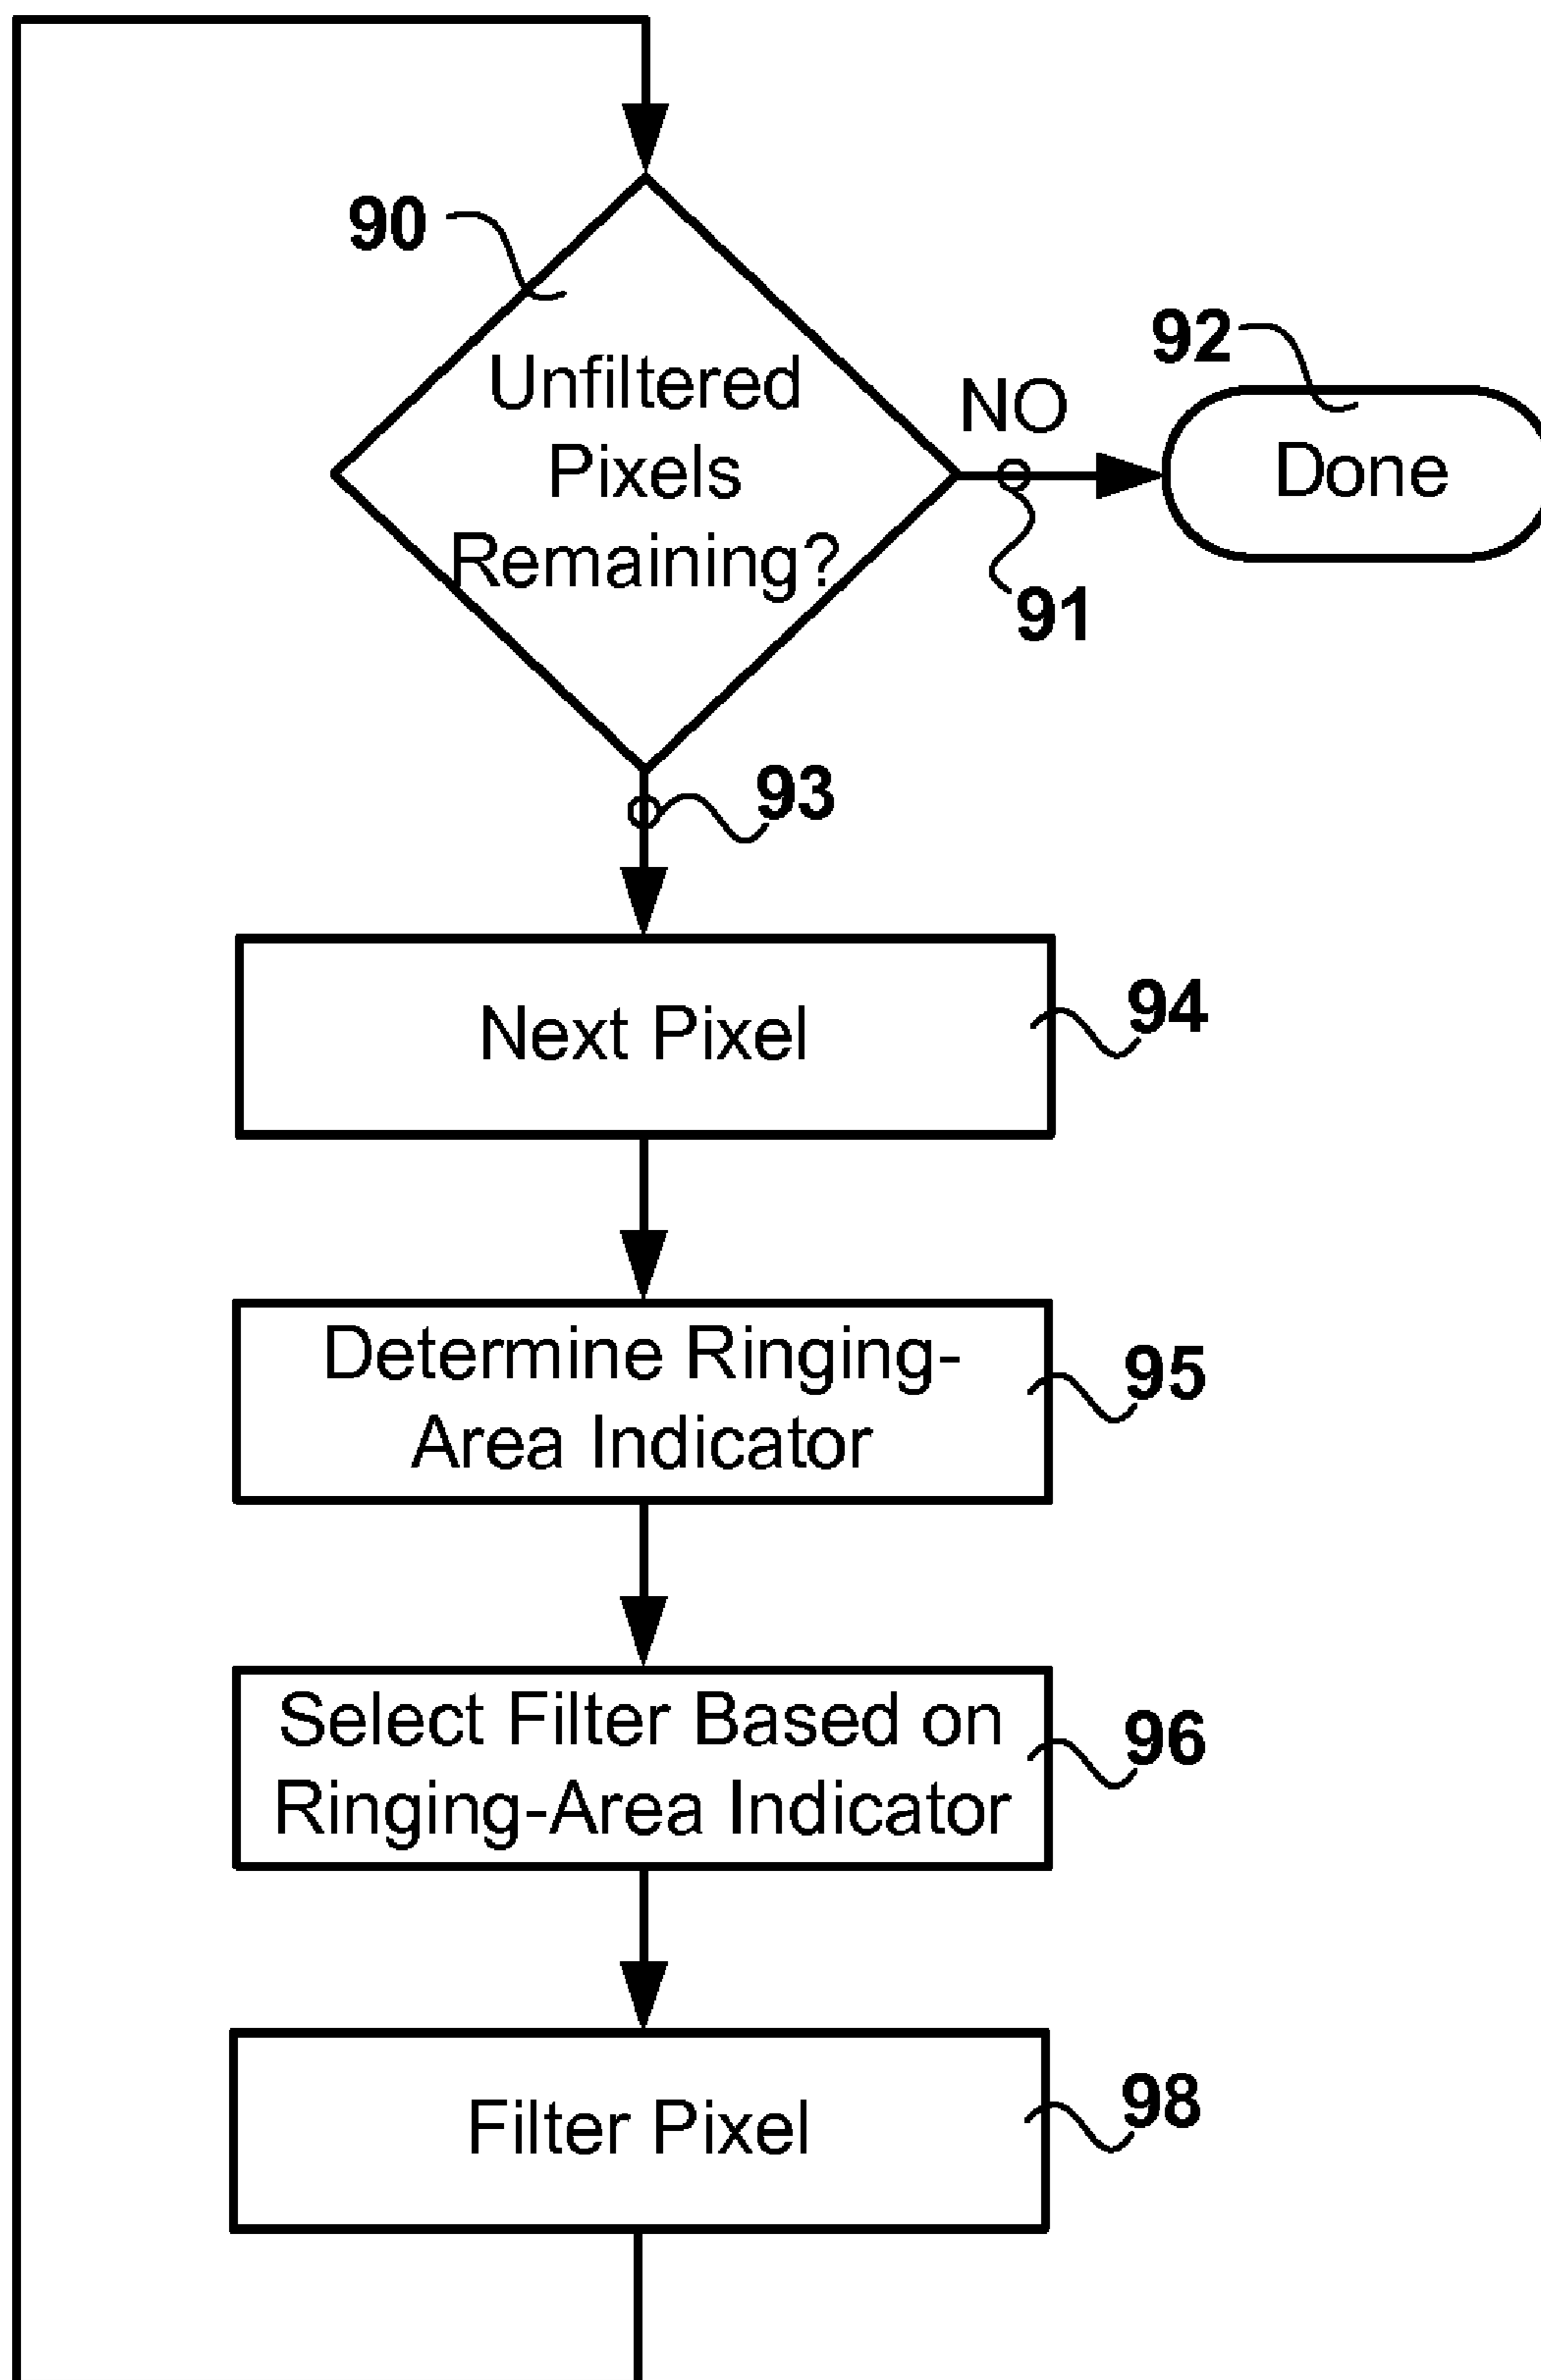 90
Unfiltered
Pixels
Remaining?
NO
91
92
Done
93
Next Pixel
94
Determine Ringing-
Area Indicator
95
Select Filter Based on
Ringing-Area Indicator
96
Filter Pixel
98